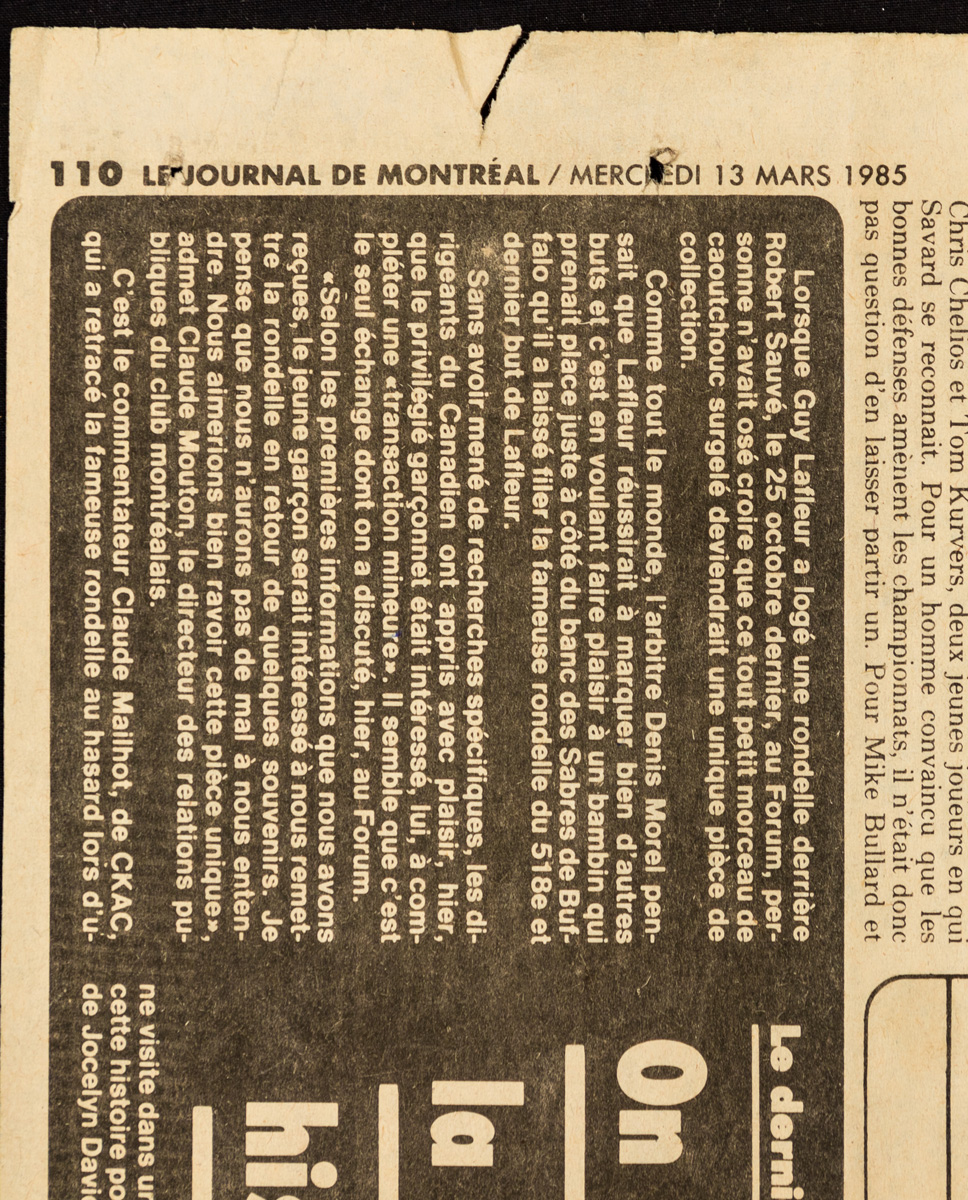 110 LE JOURNAL DE MONTRÉAL / MERCREDI 13 MARS 1985
Chris Chelios et Tom Kurvers, deux jeunes joueurs en qui
Savard se reconnaît. Pour un homme convaincu que les
bonnes défenses amènent les championnats, il n'était donc
pas question d'en laisser partir un. Pour Mike Bullard et
Lorsque Guy Lafleur a logé une rondelle derrière
Robert Sauvé, le 25 octobre dernier, au Forum, per-
sonne n'avait osé croire que ce tout petit morceau de
caoutchouc surgelé deviendrait une unique pièce de
collection.
Comme tout le monde, l'arbitre Denis Morel pen-
sait que Lafleur réussirait à marquer bien d'autres
buts et c'est en voulant faire plaisir à un bambin qui
prenait place juste à côté du banc des Sabres de Buf-
falo qu'il a laissé filer la fameuse rondelle du 518e et
dernier but de Lafleur.
Sans avoir mené de recherches spécifiques, les di-
rigeants du Canadien ont appris avec plaisir, hier,
que le privilégié garçonnet était intéressé, lui, à com-
pléter une «transaction mineure». Il semble que c'est
le seul échange dont on a discuté, hier, au Forum.
«Selon les premières informations que nous avons
reçues, le jeune garçon serait intéressé à nous remet-
tre la rondelle en retour de quelques souvenirs. Je
pense que nous n'aurons pas de mal à nous enten-
dre. Nous aimerions bien ravoir cette pièce unique»,
admet Claude Mouton, le directeur des relations pu-
bliques du club montréalais.
C'est le commentateur Claude Mailhot, de CKAC,
qui a retracé la fameuse rondelle au hasard lors d'u-
Le derni
On
la
his
ne visite dans un
cette histoire po
de Jocelyn Davi